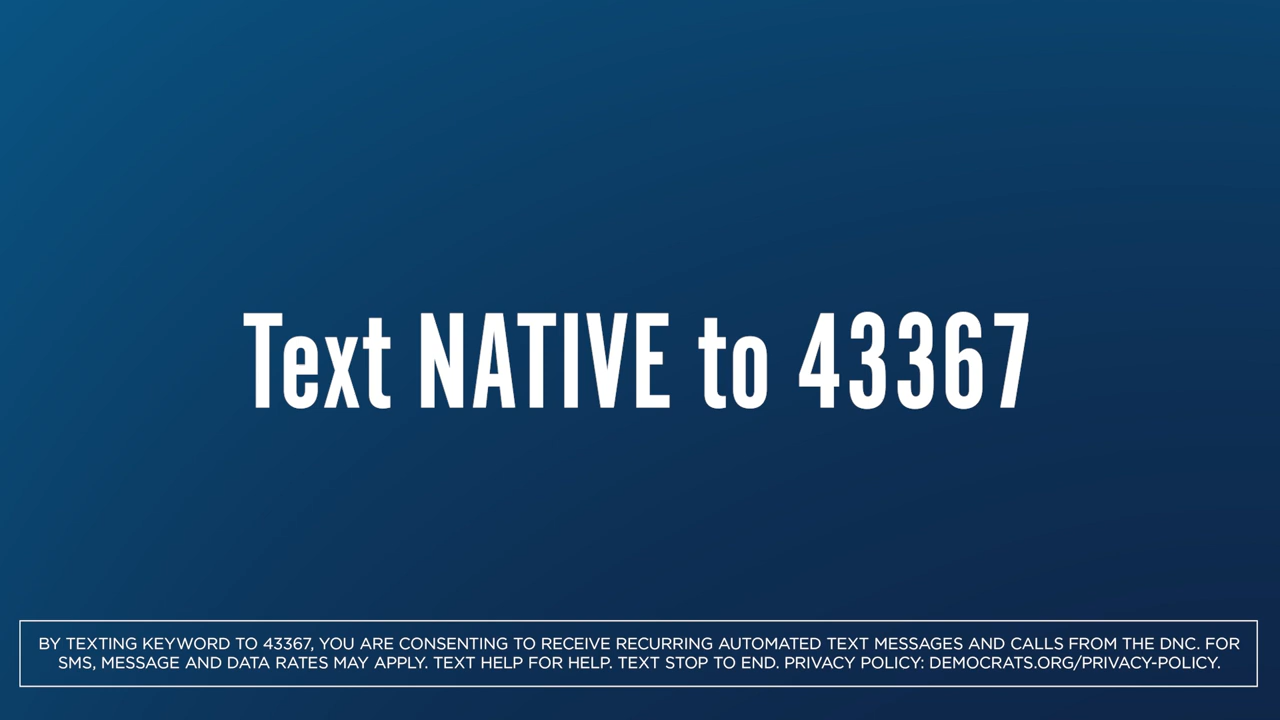 Text NATIVE to 43367
BY TEXTING KEYWORD TO 43367, YOU ARE CONSENTING TO RECEIVE RECURRING AUTOMATED TEXT MESSAGES AND CALLS FROM THE DNC. FOR
SMS, MESSAGE AND DATA RATES MAY APPLY. TEXT HELP FOR HELP. TEXT STOP TO END. PRIVACY POLICY: DEMOCRATS.ORG/PRIVACY-POLICY.